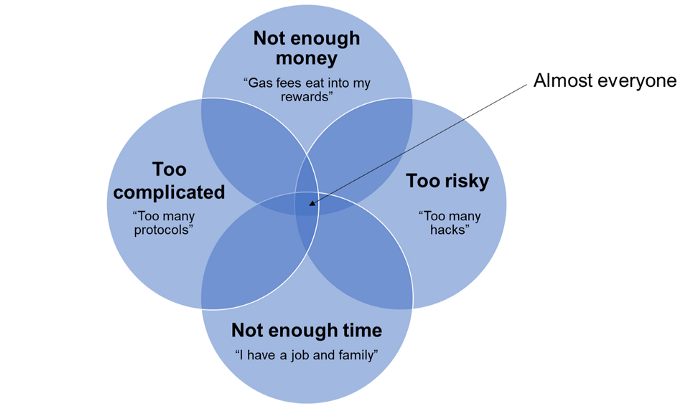 Not enough
money
“Gas fees eat into my
rewards”
Almost everyone
Too
complicated
“Too many
protocols”
Too risky
“Too many
hacks”
Not enough time
“I have a job and family”